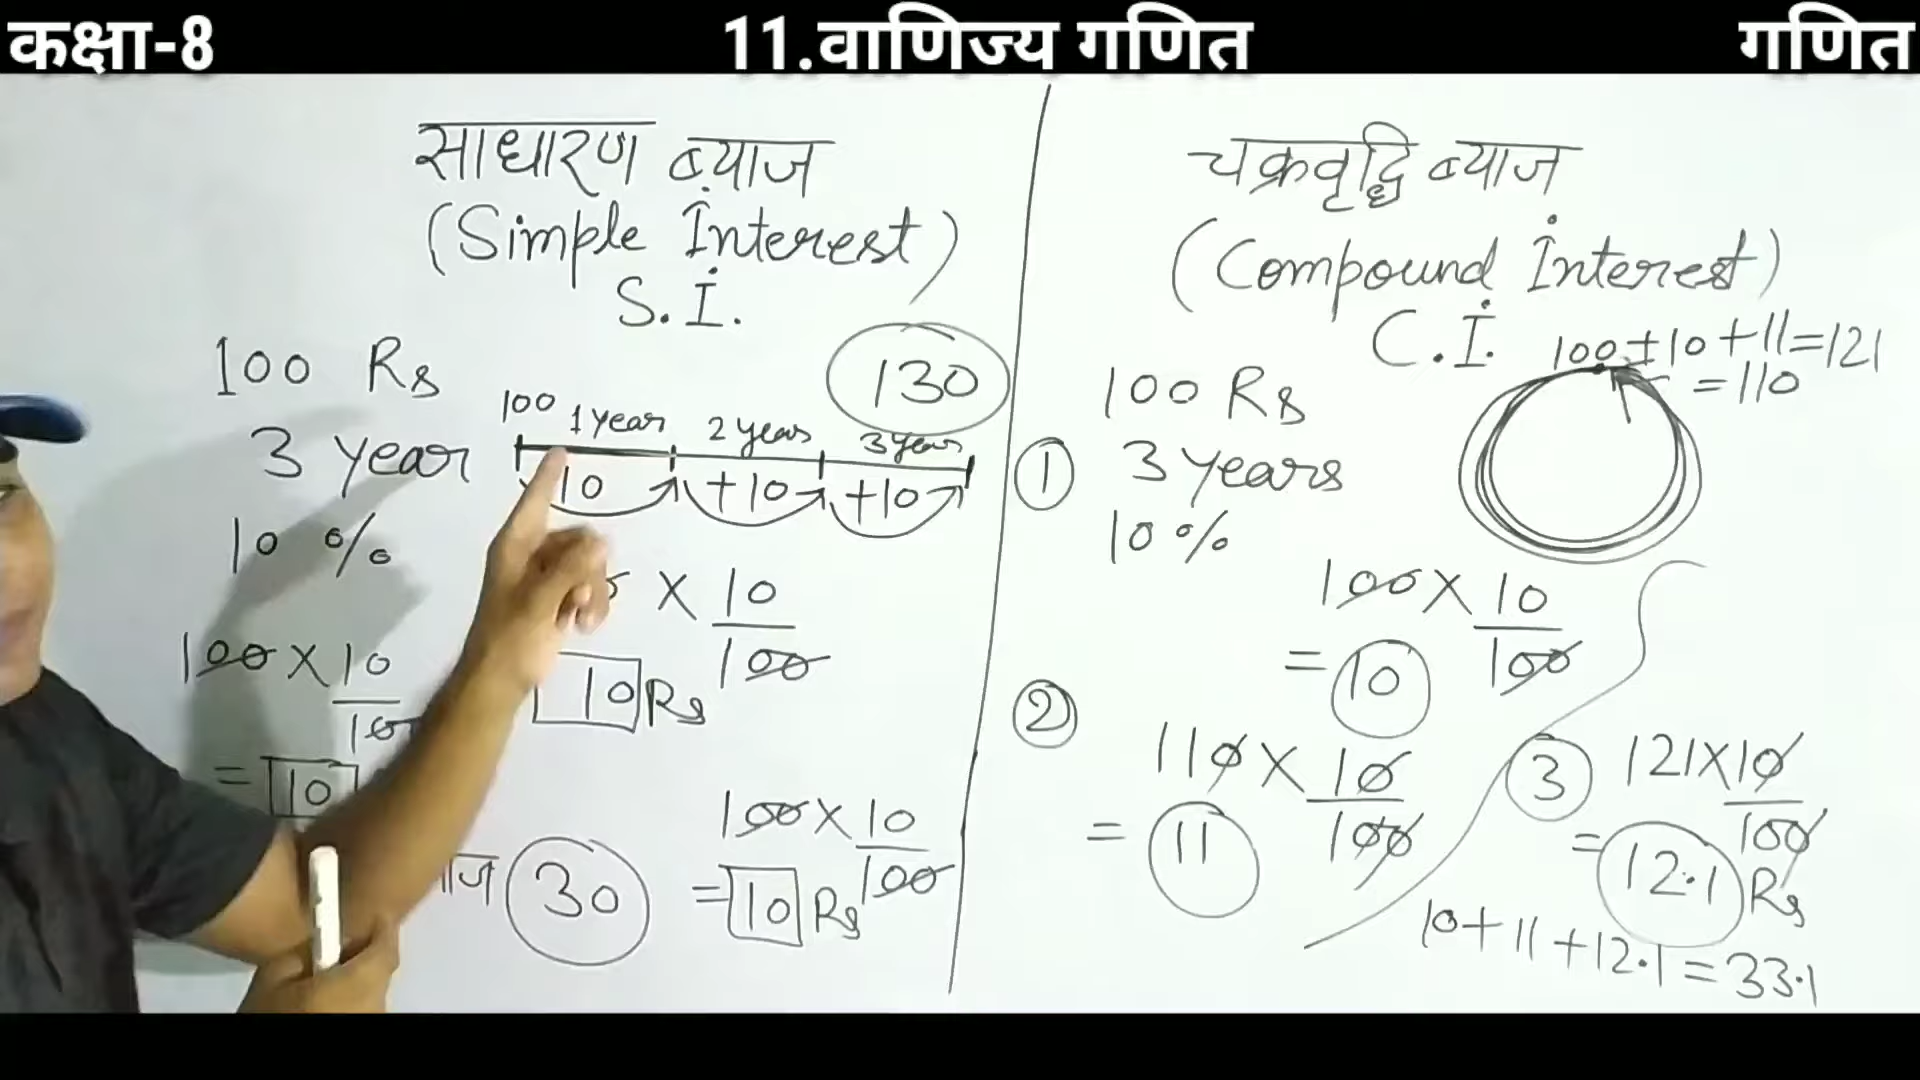 कक्षा-8
11.वाणिज्य गणित
गणित
साधारण ब्याज
(Simple Interest)
S.I.
100 Rs
3 year
10 %
130
100 1 year 2 years 3 year
10 +10 +10
100 X 10
= 10
X 10
100
10 Rs
30
100 X 10
100
= 10 Rs
चक्रवृद्धि ब्याज
(Compound Interest)
C.I.
100 + 10 + 11 = 121
= 110
① 100 Rs
3 years
10 %
100 X 10
100
= 10
② 110 X 10
100
= 11
③ 121 X 10
100
= 12.1 Rs
10 + 11 + 12.1 = 33.1